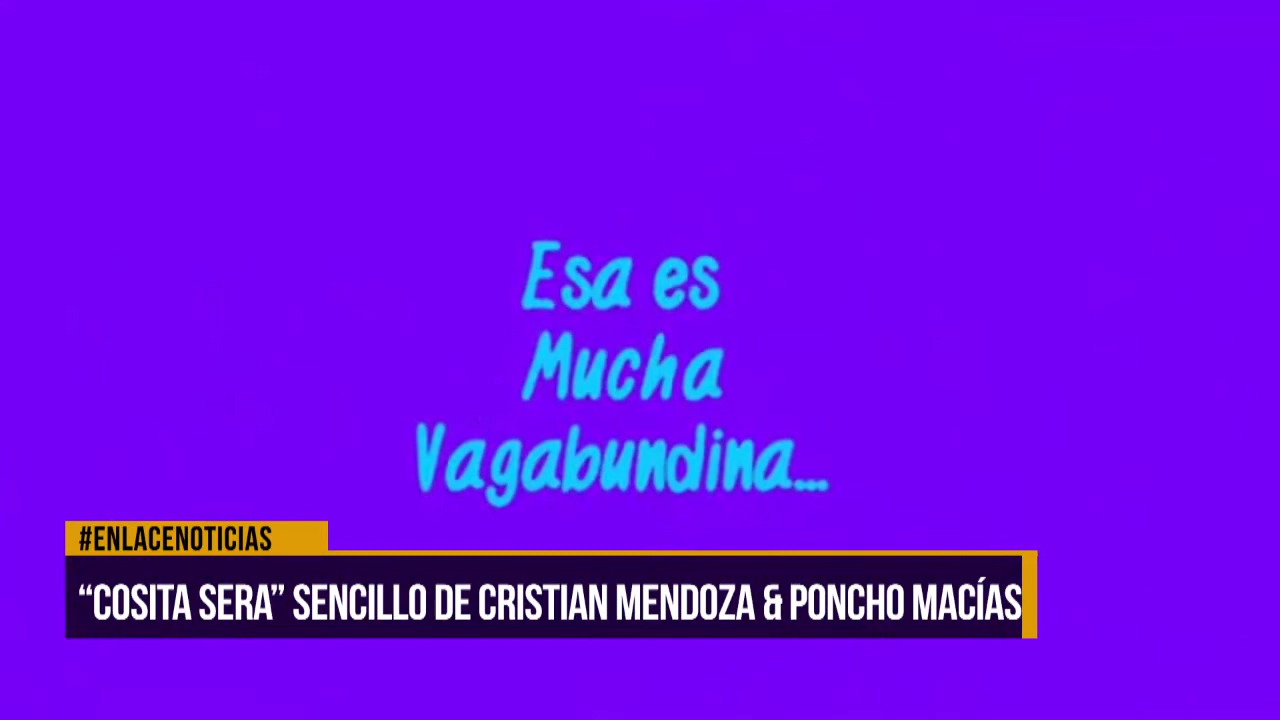 Esa es
Mucha
Vagabundina...
#ENLACENOTICIAS
“COSITA SERA” SENCILLO DE CRISTIAN MENDOZA & PONCHO MACÍAS